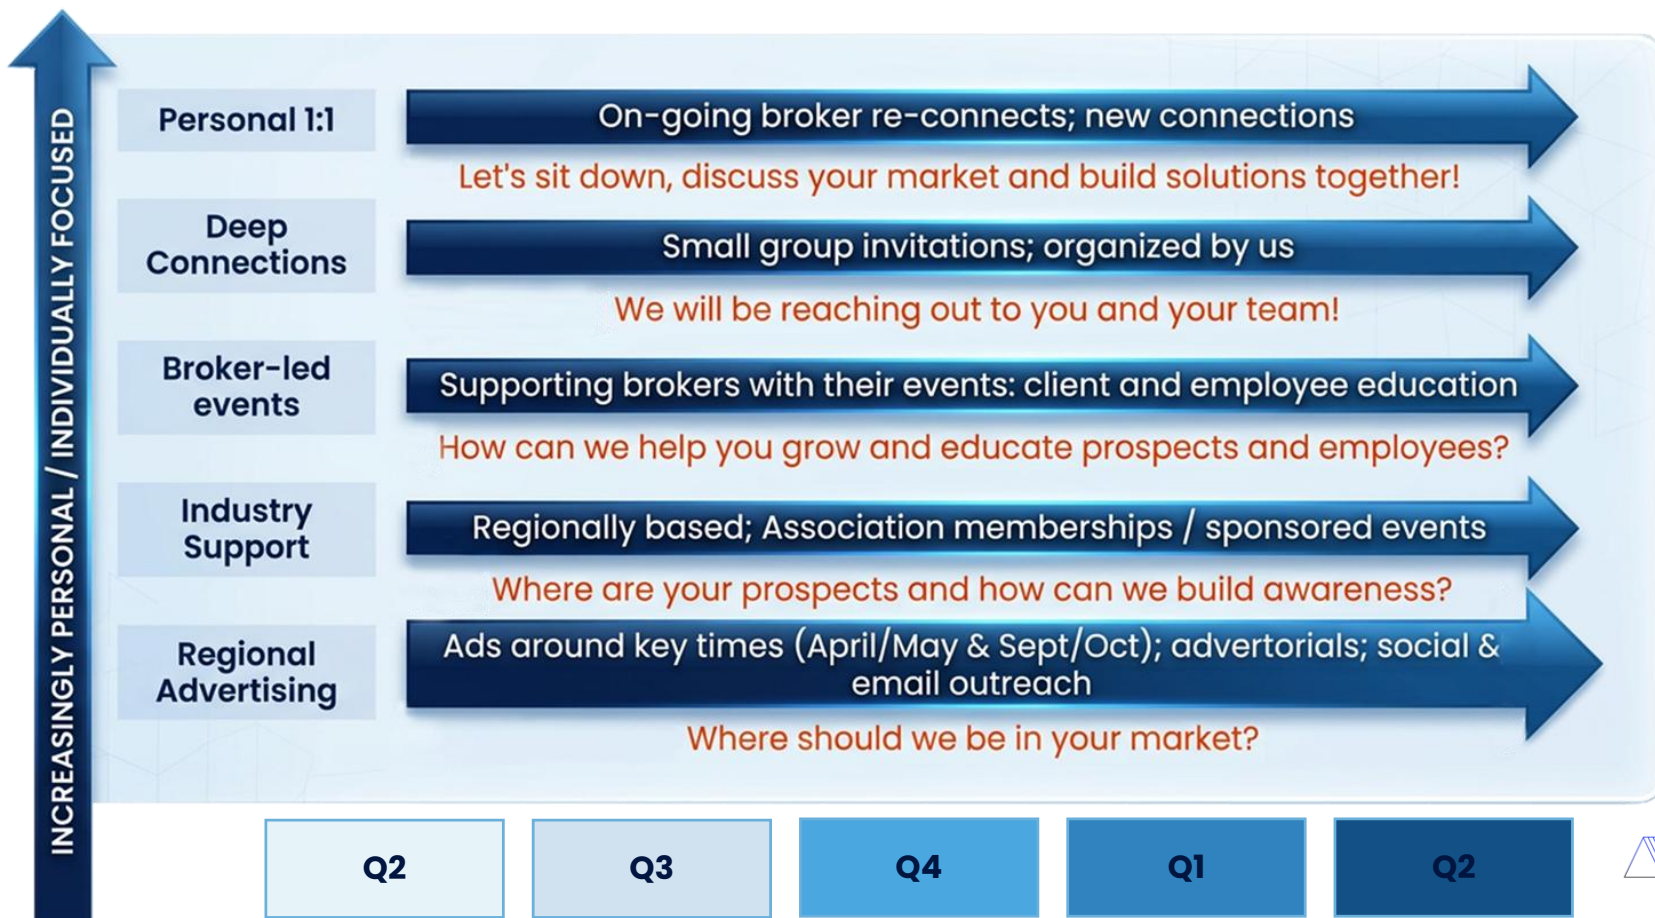 INCREASINGLY PERSONAL / INDIVIDUALLY FOCUSED
Personal 1:1
On-going broker re-connects; new connections
Let's sit down, discuss your market and build solutions together!
Deep
Connections
Small group invitations; organized by us
We will be reaching out to you and your team!
Broker-led
events
Supporting brokers with their events: client and employee education
How can we help you grow and educate prospects and employees?
Industry
Support
Regionally based; Association memberships / sponsored events
Where are your prospects and how can we build awareness?
Regional
Advertising
Ads around key times (April/May & Sept/Oct); advertorials; social &
email outreach
Where should we be in your market?
Q2
Q3
Q4
Q1
Q2